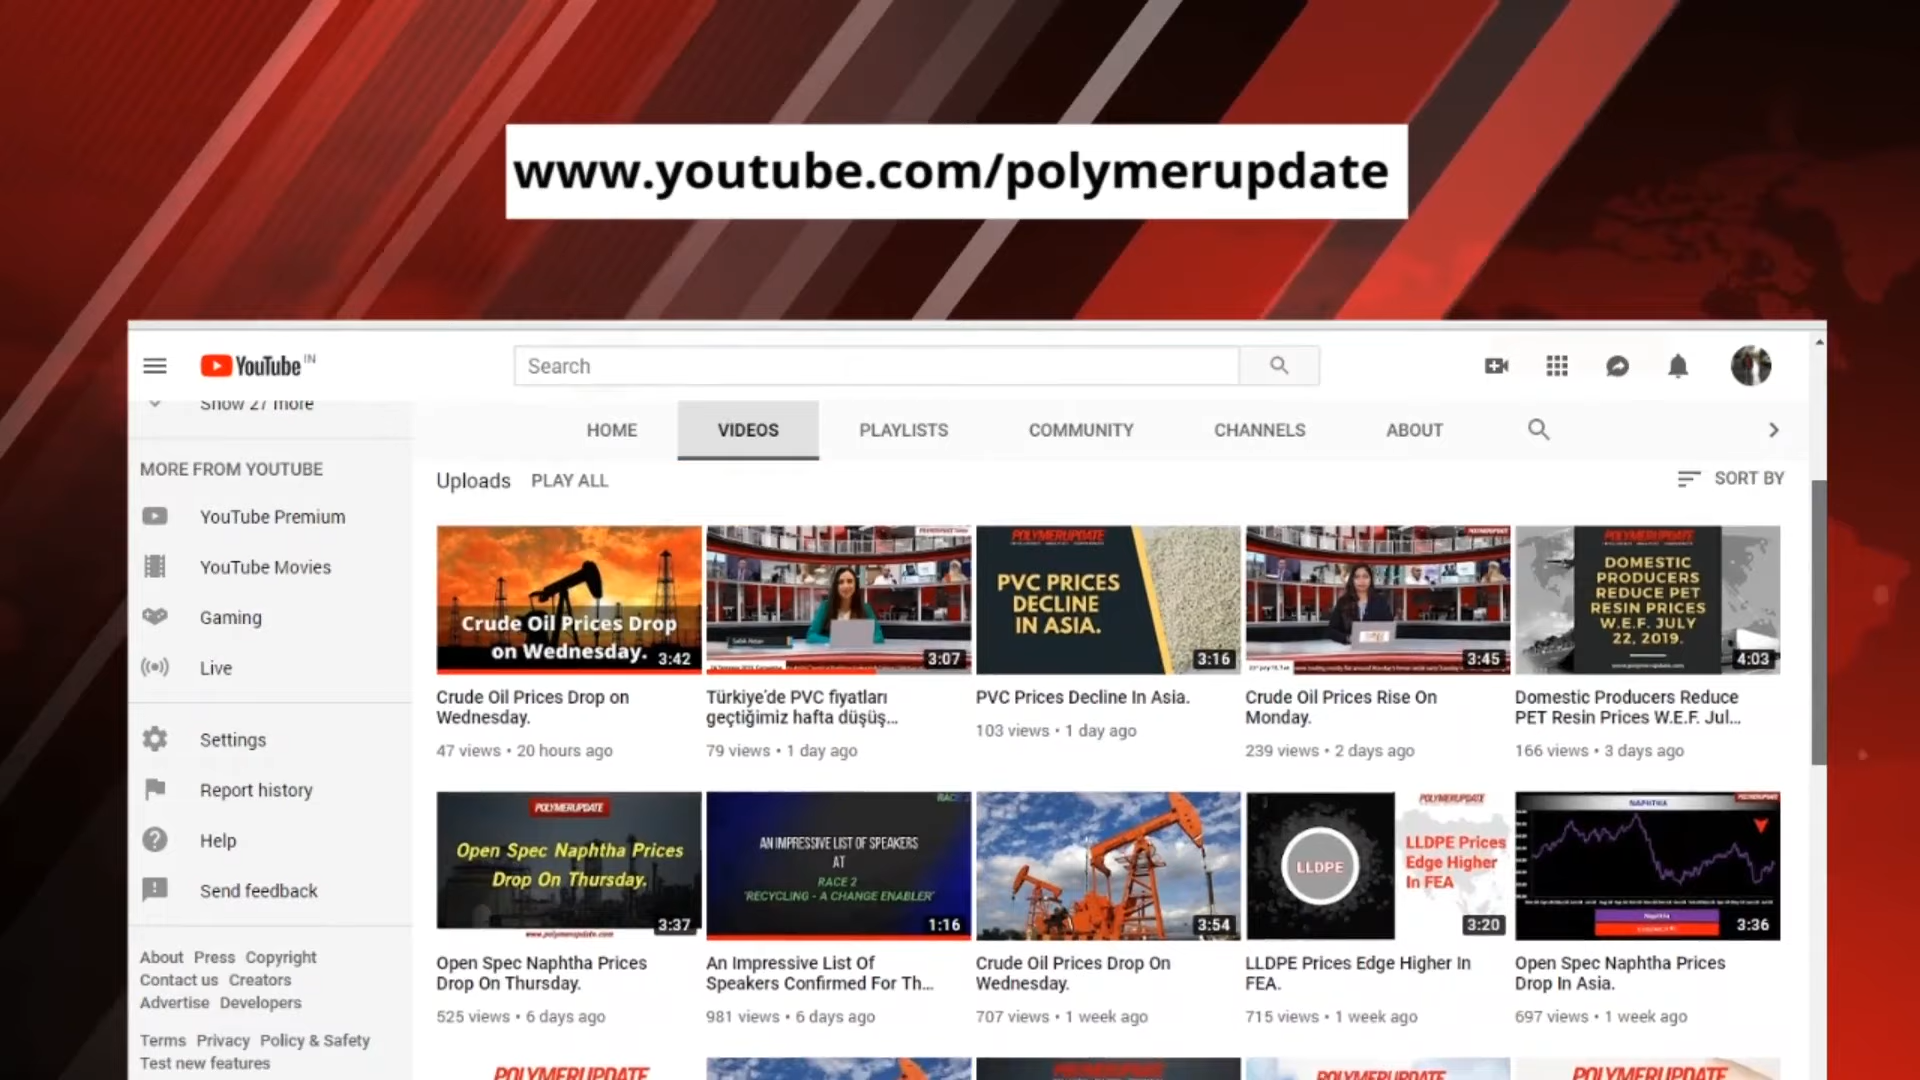 www.youtube.com/polymerupdate
YouTube IN
Search
Show 27 more
HOME VIDEOS PLAYLISTS COMMUNITY CHANNELS ABOUT
MORE FROM YOUTUBE
YouTube Premium
YouTube Movies
Gaming
Live
Settings
Report history
Help
Send feedback
About Press Copyright
Contact us Creators
Advertise Developers
Terms Privacy Policy & Safety
Test new features
Uploads PLAY ALL
SORT BY
Crude Oil Prices Drop
on Wednesday.
3:42
Crude Oil Prices Drop on
Wednesday.
47 views • 20 hours ago
3:07
Türkiye'de PVC fiyatları
geçtiğimiz hafta düşüş...
79 views • 1 day ago
POLYMERUPDATE
PVC PRICES
DECLINE
IN ASIA.
3:16
PVC Prices Decline In Asia.
103 views • 1 day ago
3:45
Crude Oil Prices Rise On
Monday.
239 views • 2 days ago
POLYMERUPDATE
DOMESTIC
PRODUCERS
REDUCE PET
RESIN PRICES
W.E.F. JULY
22, 2019.
www.polymerupdate.com
4:03
Domestic Producers Reduce
PET Resin Prices W.E.F. Jul...
166 views • 3 days ago
POLYMERUPDATE
Open Spec Naphtha Prices
Drop On Thursday.
3:37
www.polymerupdate.com
Open Spec Naphtha Prices
Drop On Thursday.
525 views • 6 days ago
AN IMPRESSIVE LIST OF SPEAKERS
AT
RACE 2
'RECYCLING - A CHANGE ENABLER'
1:16
An Impressive List Of
Speakers Confirmed For Th...
981 views • 6 days ago
3:54
Crude Oil Prices Drop On
Wednesday.
707 views • 1 week ago
POLYMERUPDATE
LLDPE
LLDPE Prices
Edge Higher
In FEA
3:20
LLDPE Prices Edge Higher In
FEA.
715 views • 1 week ago
NAPHTHA
POLYMERUPDATE
Naphtha
3:36
Open Spec Naphtha Prices
Drop In Asia.
697 views • 1 week ago
POLYMERUPDATE
POLYMERUPDATE
POLYMERUPDATE
POLYMERUPDATE